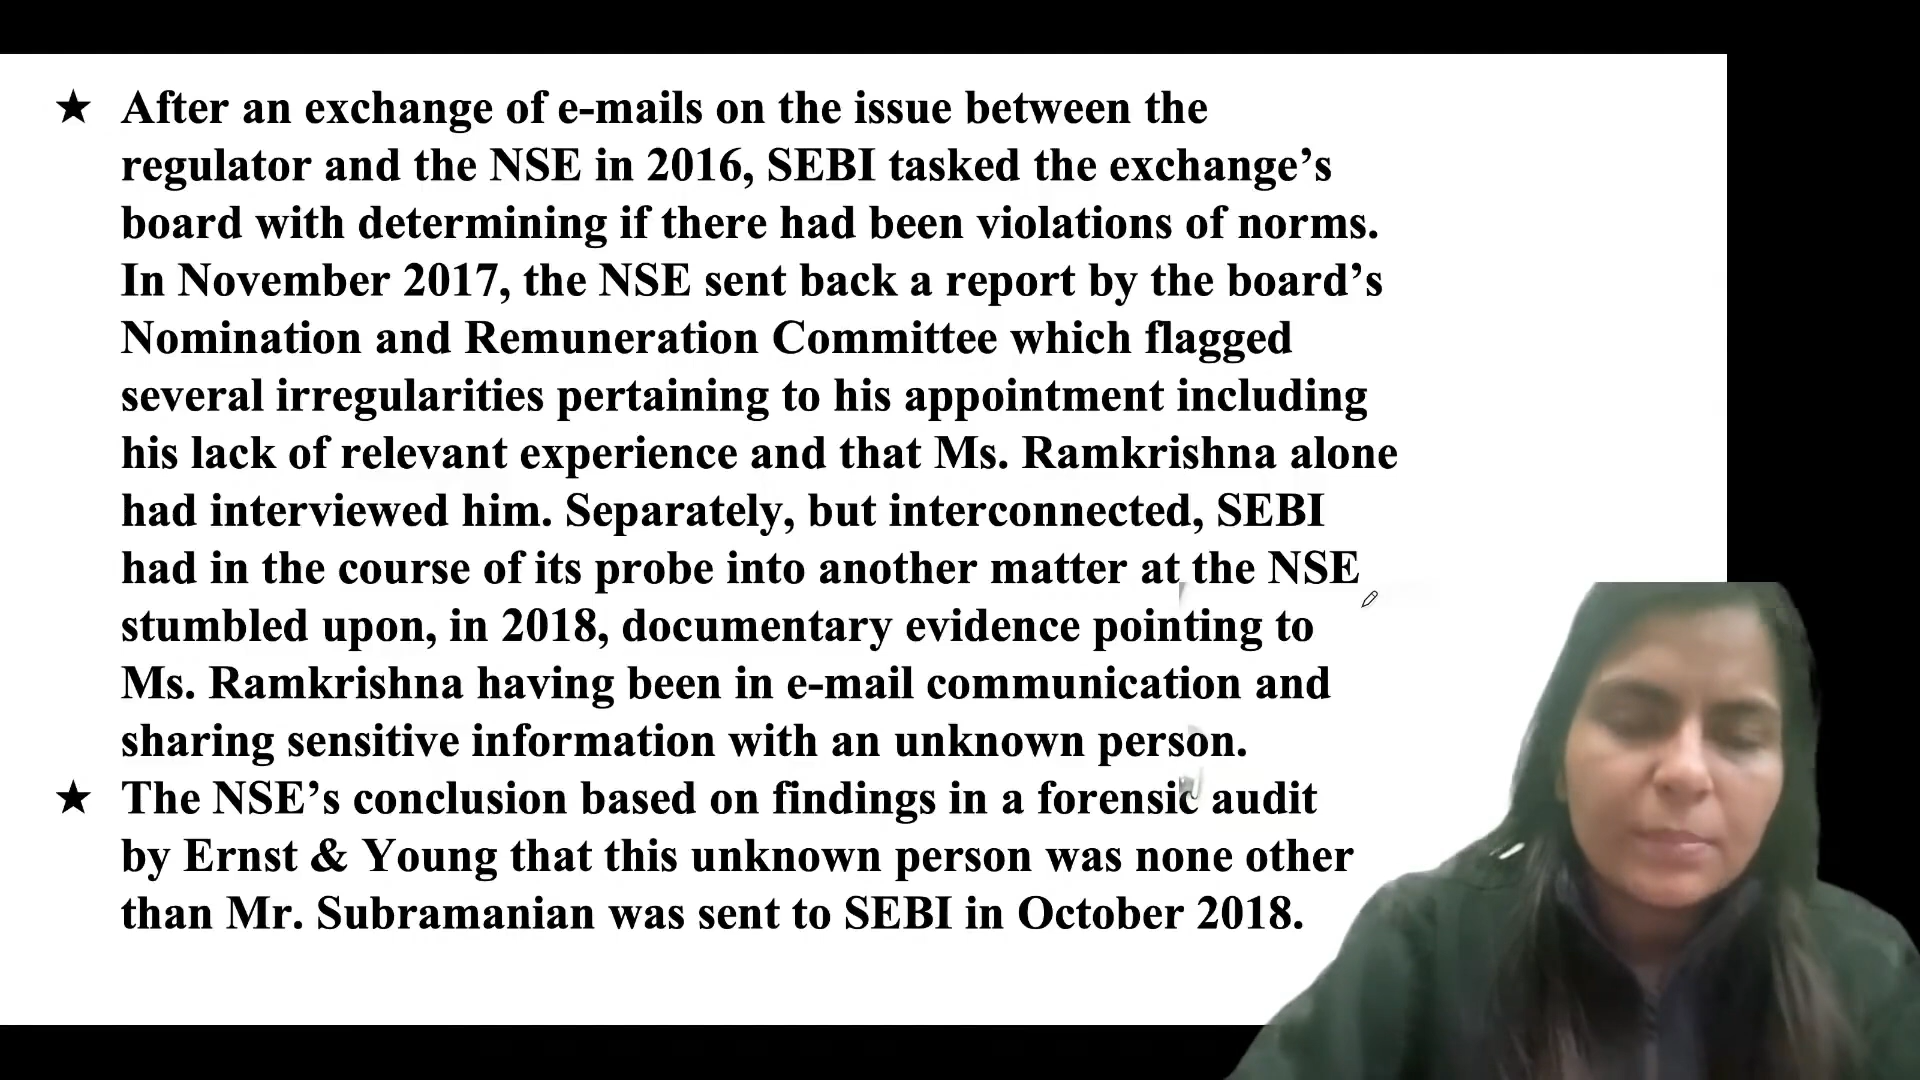 ★ After an exchange of e-mails on the issue between the
regulator and the NSE in 2016, SEBI tasked the exchange’s
board with determining if there had been violations of norms.
In November 2017, the NSE sent back a report by the board’s
Nomination and Remuneration Committee which flagged
several irregularities pertaining to his appointment including
his lack of relevant experience and that Ms. Ramkrishna alone
had interviewed him. Separately, but interconnected, SEBI
had in the course of its probe into another matter at the NSE
stumbled upon, in 2018, documentary evidence pointing to
Ms. Ramkrishna having been in e-mail communication and
sharing sensitive information with an unknown person.
★ The NSE’s conclusion based on findings in a forensic audit
by Ernst & Young that this unknown person was none other
than Mr. Subramanian was sent to SEBI in October 2018.